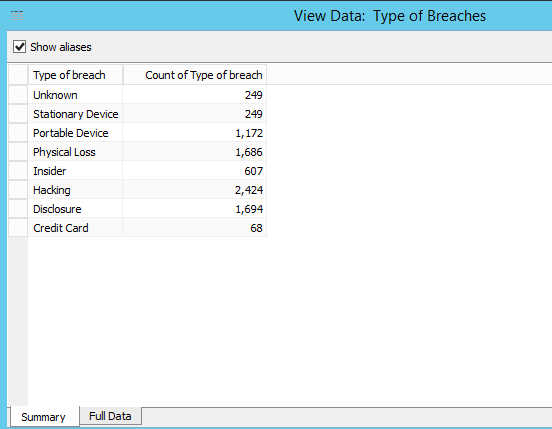 View Data: Type of Breaches
Show aliases
Type of breach Count of Type of breach
Unknown 249
Stationary Device 249
Portable Device 1,172
Physical Loss 1,686
Insider 607
Hacking 2,424
Disclosure 1,694
Credit Card 68
Summary Full Data